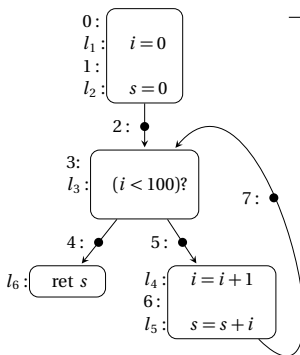 0:
l₁: i = 0
1:
l₂: s = 0
2:
3:
l₃: (i < 100)?
7:
4: 5:
l₆: ret s
l₄: i = i + 1
6:
l₅: s = s + i